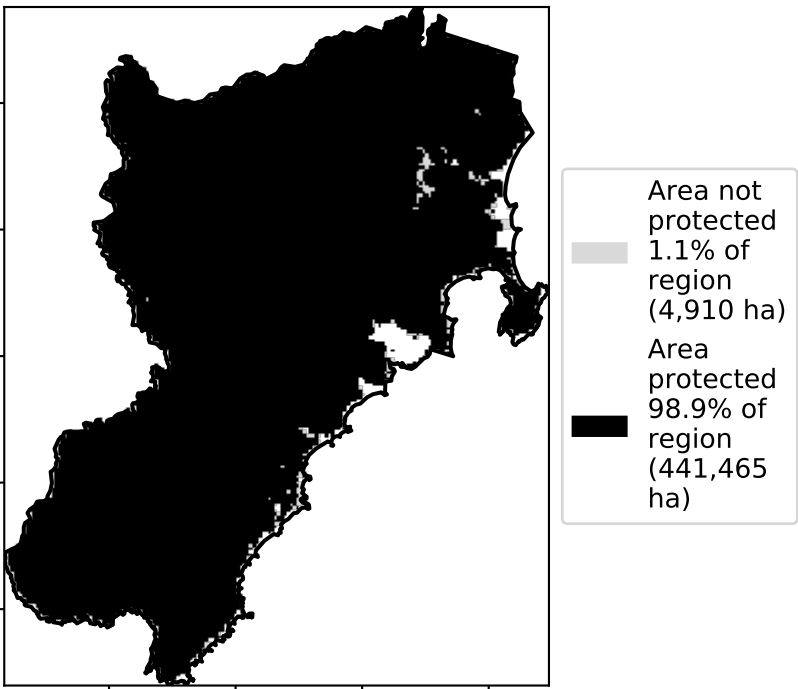 Area not
protected
1.1% of
region
(4,910 ha)
Area
protected
98.9% of
region
(441,465
ha)